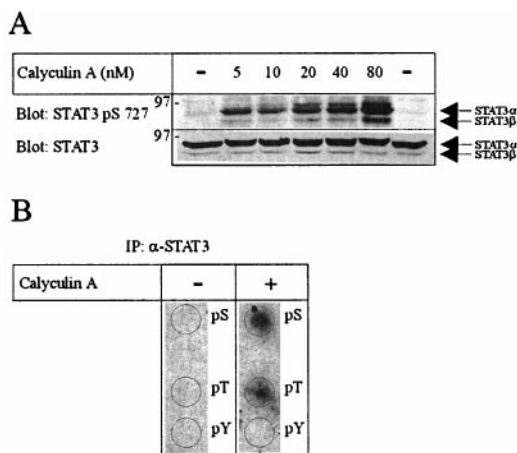 A
Calyculin A (nM) - 5 10 20 40 80 -
Blot: STAT3 pS 727 97 STAT3α
STAT3β
Blot: STAT3 97 STAT3α
STAT3β
B
IP: α-STAT3
Calyculin A - +
pS pS
pT pT
pY pY